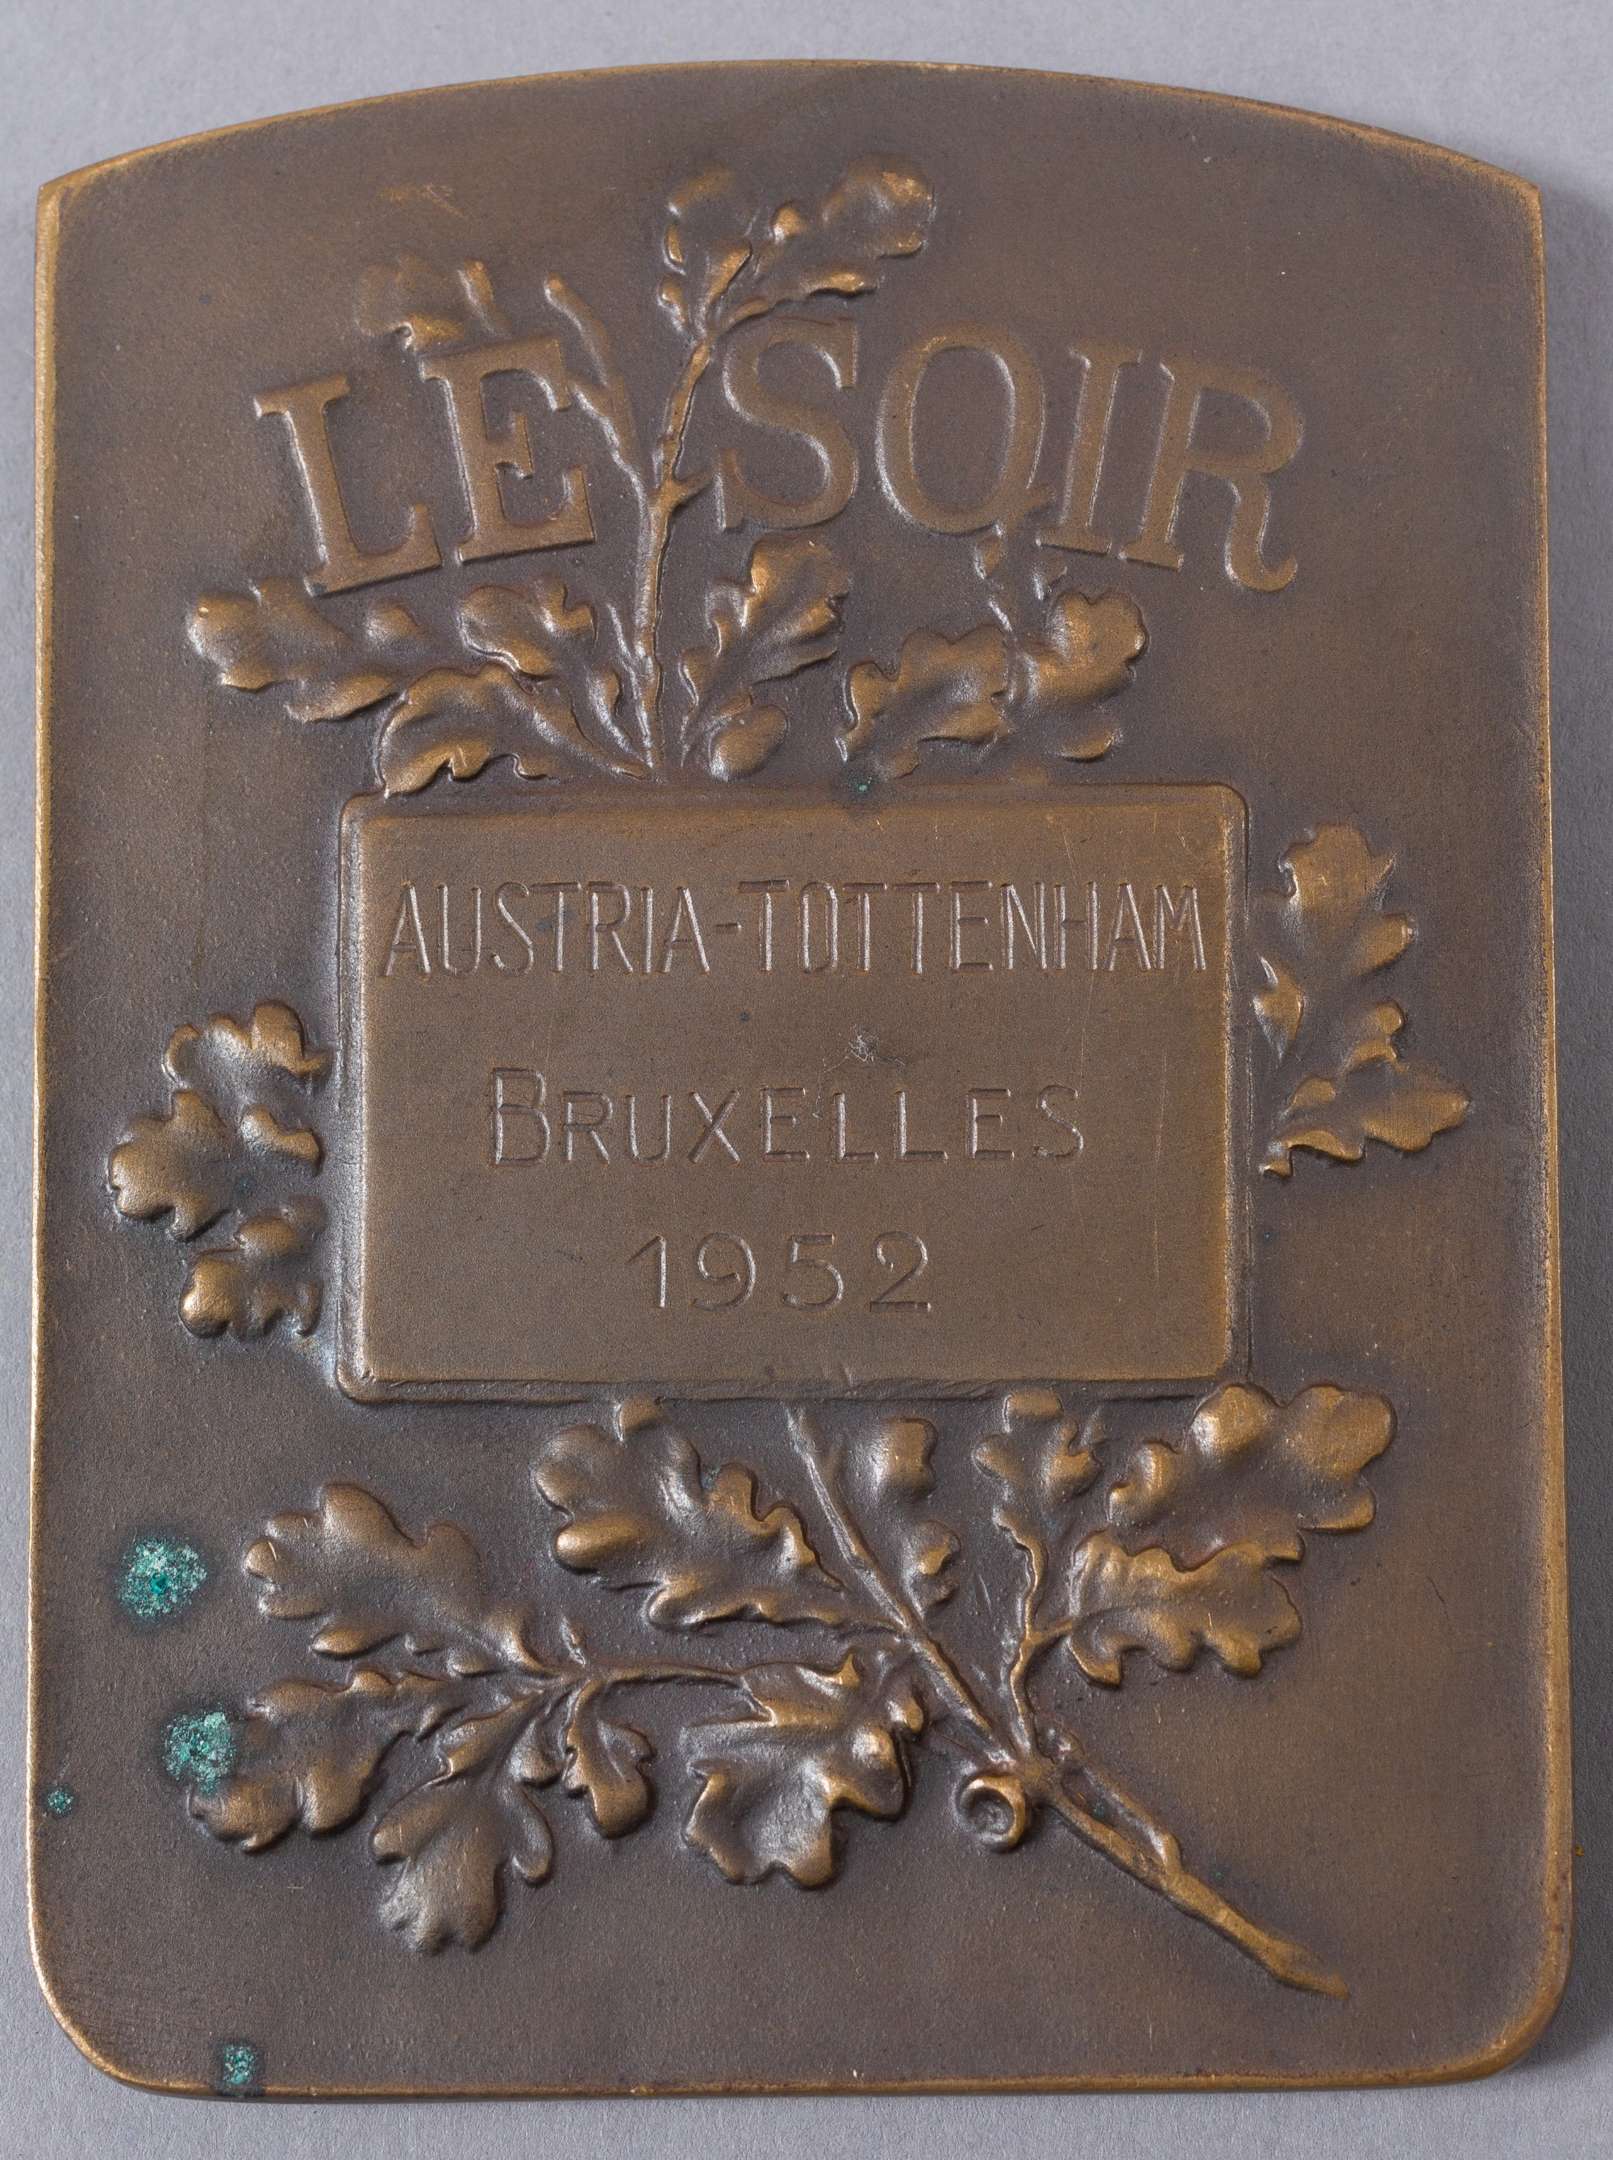 LE SOIR
AUSTRIA-TOTTENHAM
BRUXELLES
1952